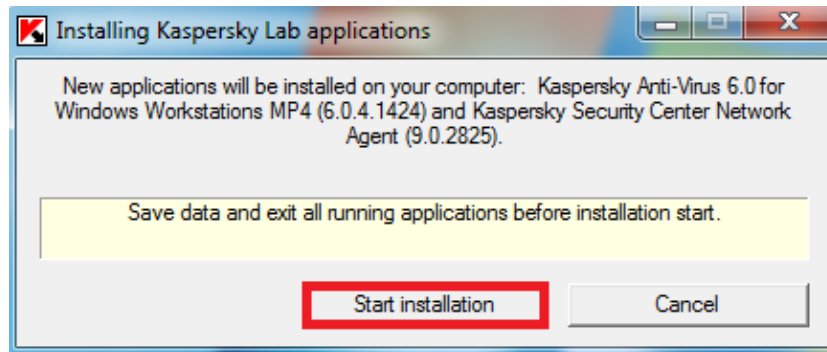 Installing Kaspersky Lab applications
New applications will be installed on your computer: Kaspersky Anti-Virus 6.0 for
Windows Workstations MP4 (6.0.4.1424) and Kaspersky Security Center Network
Agent (9.0.2825).
Save data and exit all running applications before installation start.
Start installation
Cancel